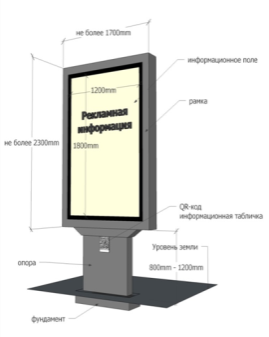 не более 1700mm
информационное поле
1200mm
рамка
Рекламная
информация
не более 2300mm
1800mm
QR-код
информационная табличка
Уровень земли
опора
800mm - 1200mm
фундамент